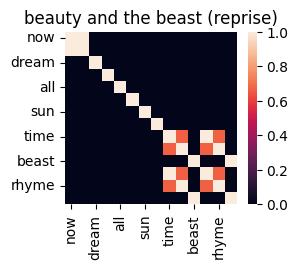 beauty and the beast (reprise)
now
dream
all
sun
time
beast
rhyme
1.0
0.8
0.6
0.4
0.2
0.0
now
dream
all
sun
time
beast
rhyme